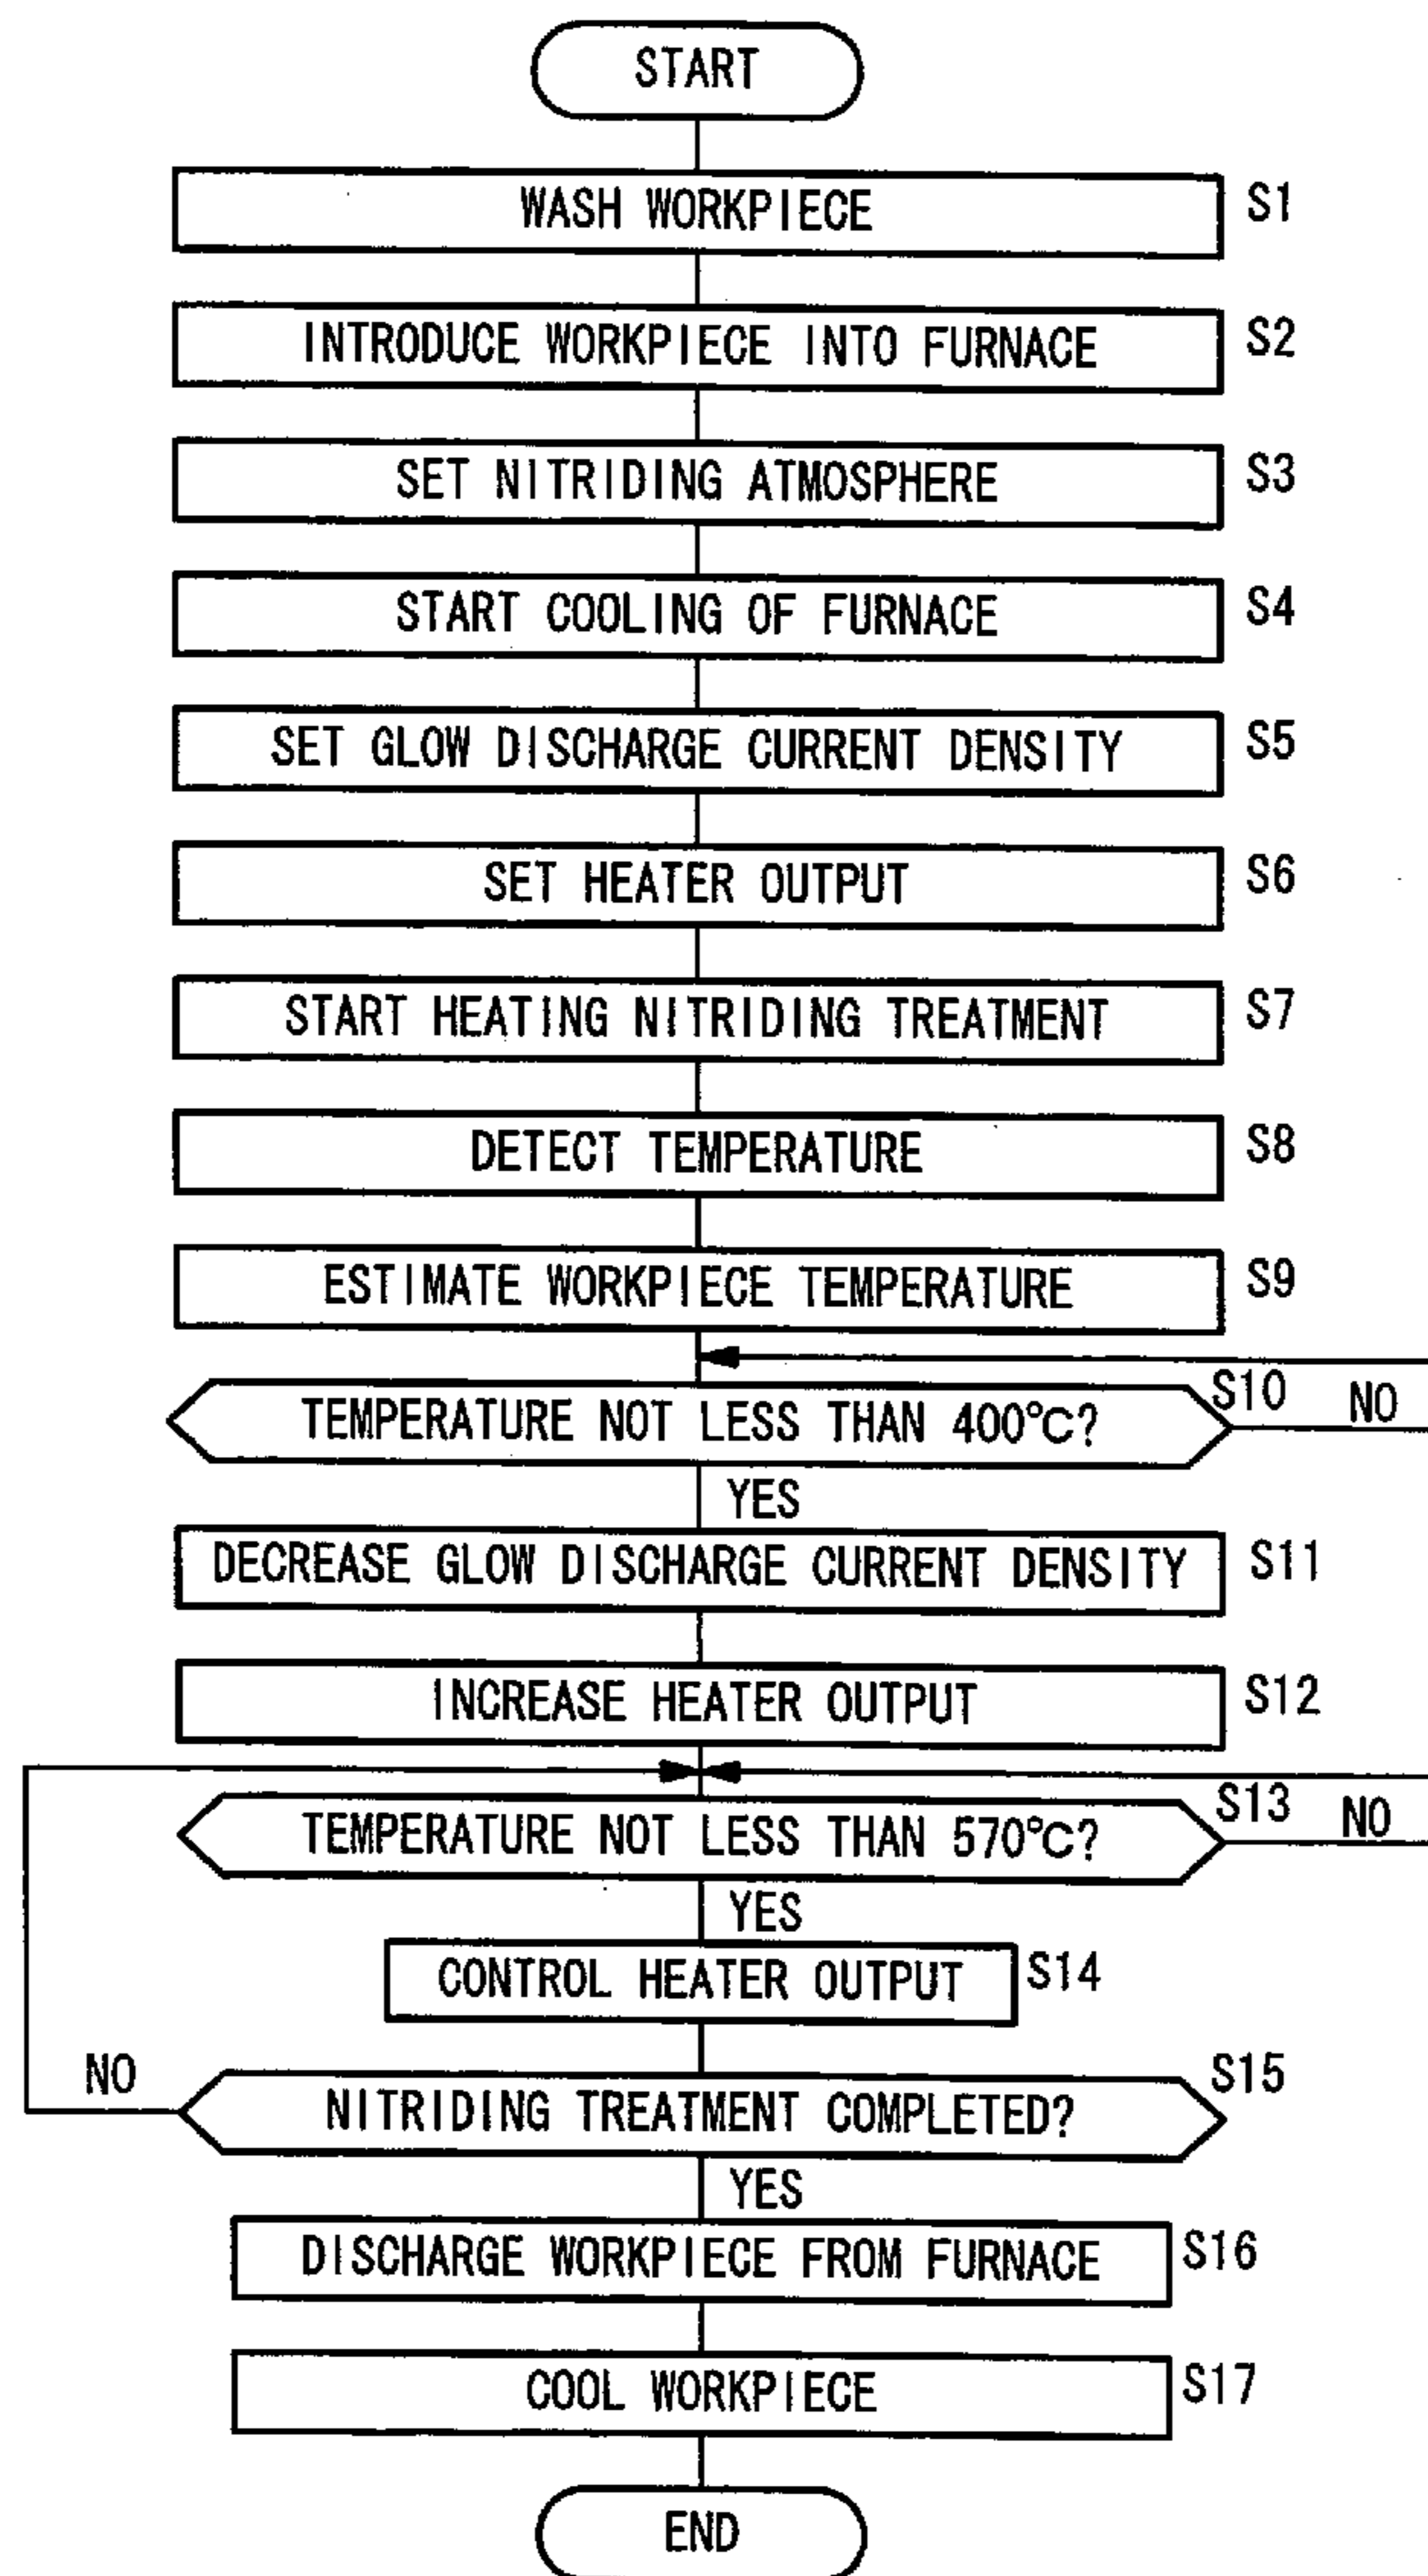 START
WASH WORKPIECE S1
INTRODUCE WORKPIECE INTO FURNACE S2
SET NITRIDING ATMOSPHERE S3
START COOLING OF FURNACE S4
SET GLOW DISCHARGE CURRENT DENSITY S5
SET HEATER OUTPUT S6
START HEATING NITRIDING TREATMENT S7
DETECT TEMPERATURE S8
ESTIMATE WORKPIECE TEMPERATURE S9
TEMPERATURE NOT LESS THAN 400°C? S10 NO
YES
DECREASE GLOW DISCHARGE CURRENT DENSITY S11
INCREASE HEATER OUTPUT S12
TEMPERATURE NOT LESS THAN 570°C? S13 NO
YES
CONTROL HEATER OUTPUT S14
NO NITRIDING TREATMENT COMPLETED? S15
YES
DISCHARGE WORKPIECE FROM FURNACE S16
COOL WORKPIECE S17
END